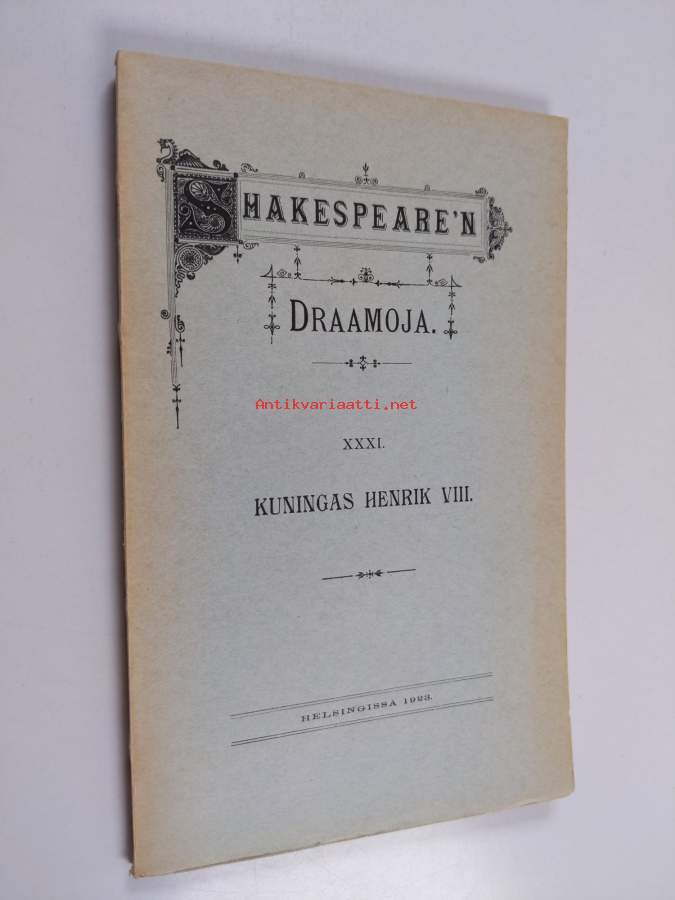 SHAKESPEARE'N
DRAAMOJA.
Antikvariaatti.net
XXXI.
KUNINGAS HENRIK VIII.
HELSINGISSÄ 1923.